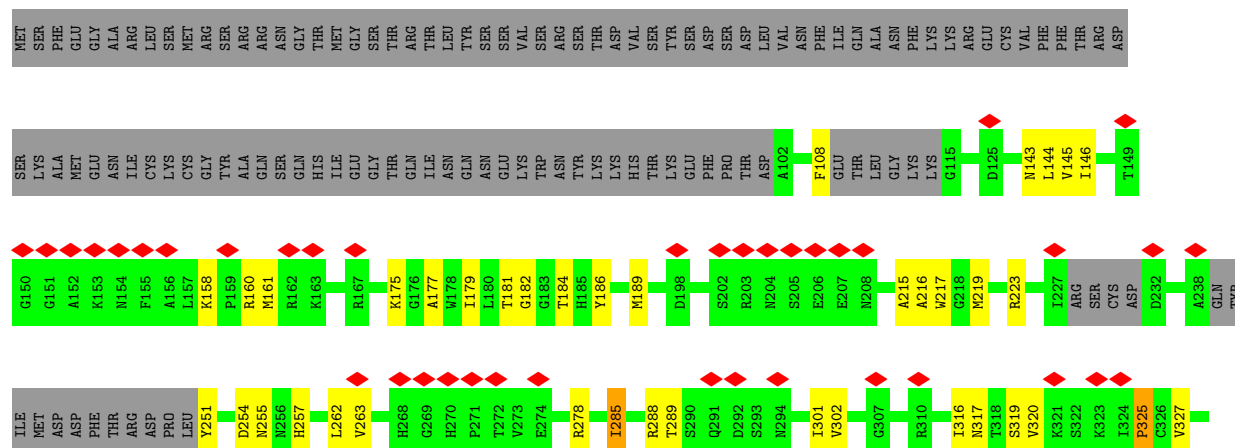 MET SER PHE GLU GLY ALA ARG LEU SER MET ARG SER ARG ARG ASN GLY THR MET GLY SER THR ARG THR LEU TYR SER SER VAL SER ARG SER THR ASP VAL SER TYR SER ASP SER ASP LEU VAL ASN PHE ILE GLN ALA ASN PHE LYS LYS ARG GLU CYS VAL PHE PHE THR ARG ASP
SER LYS ALA MET GLU ASN ILE CYS LYS CYS GLY TYR ALA GLN SER GLN HIS ILE GLU GLY THR GLN ILE ASN GLN ASN GLU LYS TRP ASN TYR LYS LYS HIS THR LYS GLU PHE PRO THR ASP A102 F108 GLU THR LEU GLY LYS LYS G115 D125 N143 L144 V145 I146 T149
G150 G151 A152 K153 N154 F155 A156 L157 K158 P159 R160 M161 R162 K163 R167 K175 G176 A177 W178 I179 L180 T181 G182 G183 T184 H185 Y186 M189 D198 S202 R203 N204 S205 E206 E207 N208 A215 A216 W217 G218 M219 R223 I227 ARG SER CYS ASP D232 A238 GLN TYR
ILE MET ASP ASP PHE THR ARG ASP PRO LEU Y251 D254 N255 N256 H257 L262 V263 H268 G269 H270 P271 T272 V273 E274 R278 I285 R288 T289 S290 Q291 D292 S293 N294 I301 V302 G307 R310 I316 N317 T318 S319 V320 K321 S322 K323 I324 P325 C326 V327